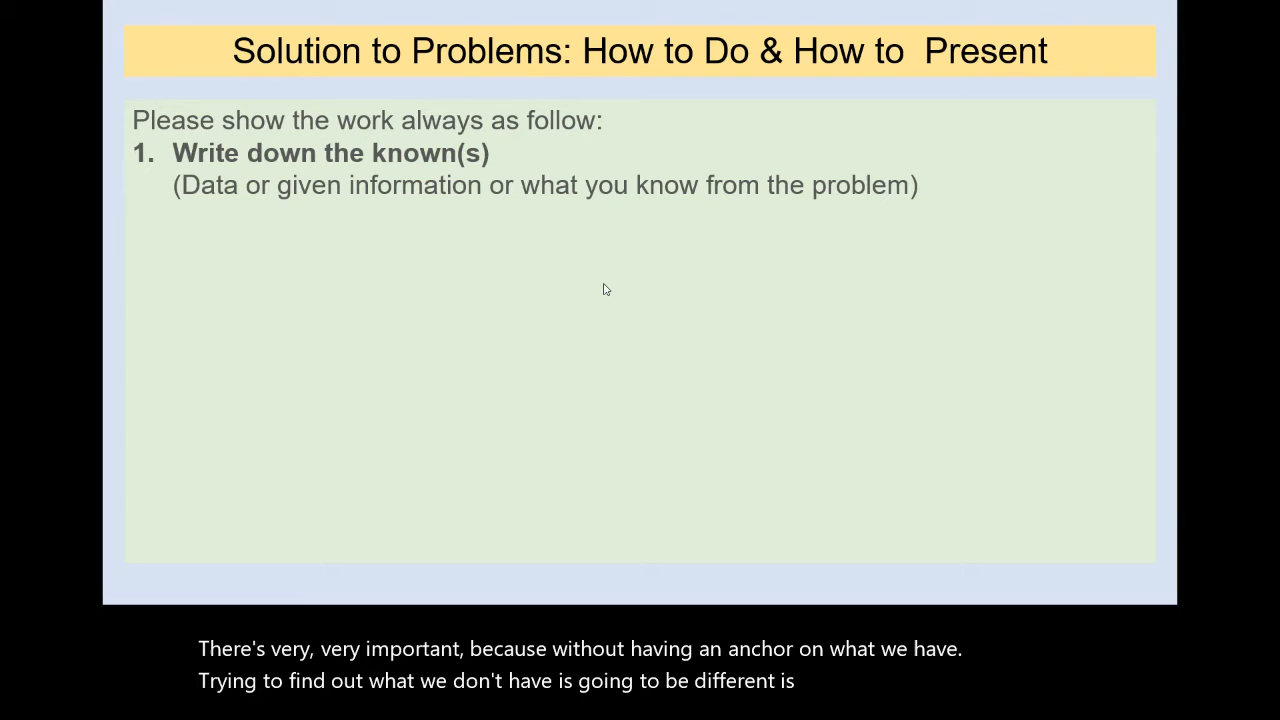 Solution to Problems: How to Do & How to  Present
Please show the work always as follow:
1. Write down the known(s)
(Data or given information or what you know from the problem)
There's very, very important, because without having an anchor on what we have.
Trying to find out what we don't have is going to be different is